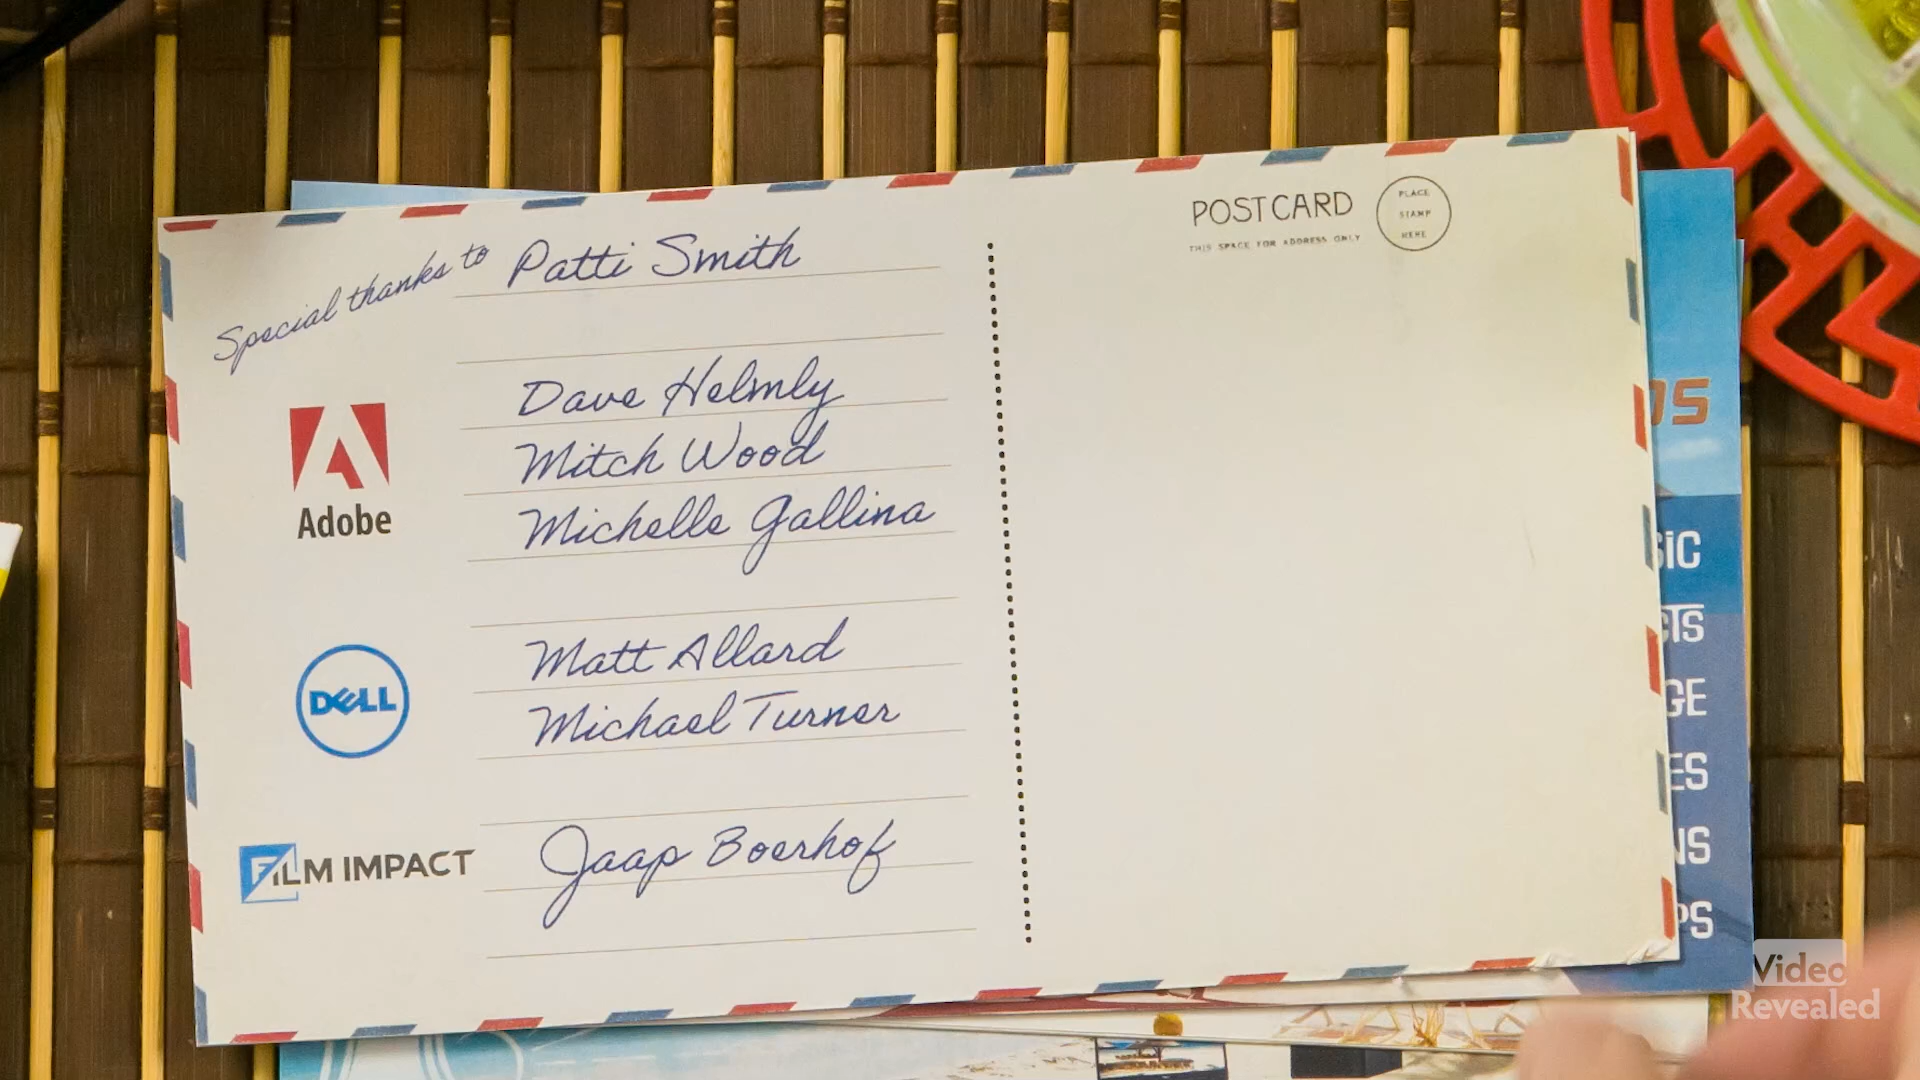 Special thanks to Patti Smith
Adobe
Dave Helmly
Mitch Wood
Michelle Gallina
DELL
Matt Allard
Michael Turner
FILM IMPACT
Jaap Boerhof
POSTCARD
THIS SPACE FOR ADDRESS ONLY
PLACE
STAMP
HERE
Video
Revealed